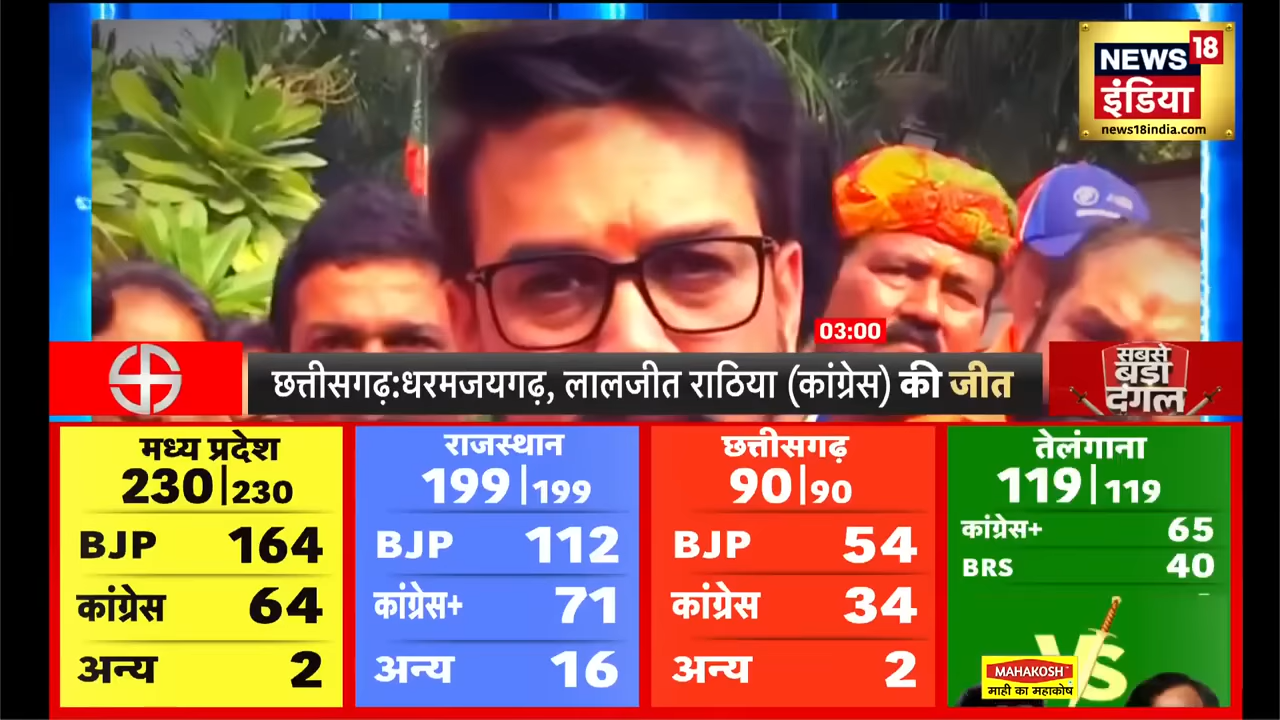 NEWS 18
इंडिया
news18india.com
03:00
छत्तीसगढ़:धरमजयगढ़, लालजीत राठिया (कांग्रेस) की जीत
सबसे
बड़ा
दंगल
मध्य प्रदेश
230|230
BJP 164
कांग्रेस 64
अन्य 2
राजस्थान
199|199
BJP 112
कांग्रेस+ 71
अन्य 16
छत्तीसगढ़
90|90
BJP 54
कांग्रेस 34
अन्य 2
तेलंगाना
119|119
कांग्रेस+ 65
BRS 40
VS
MAHAKOSH
माही का महाकोष